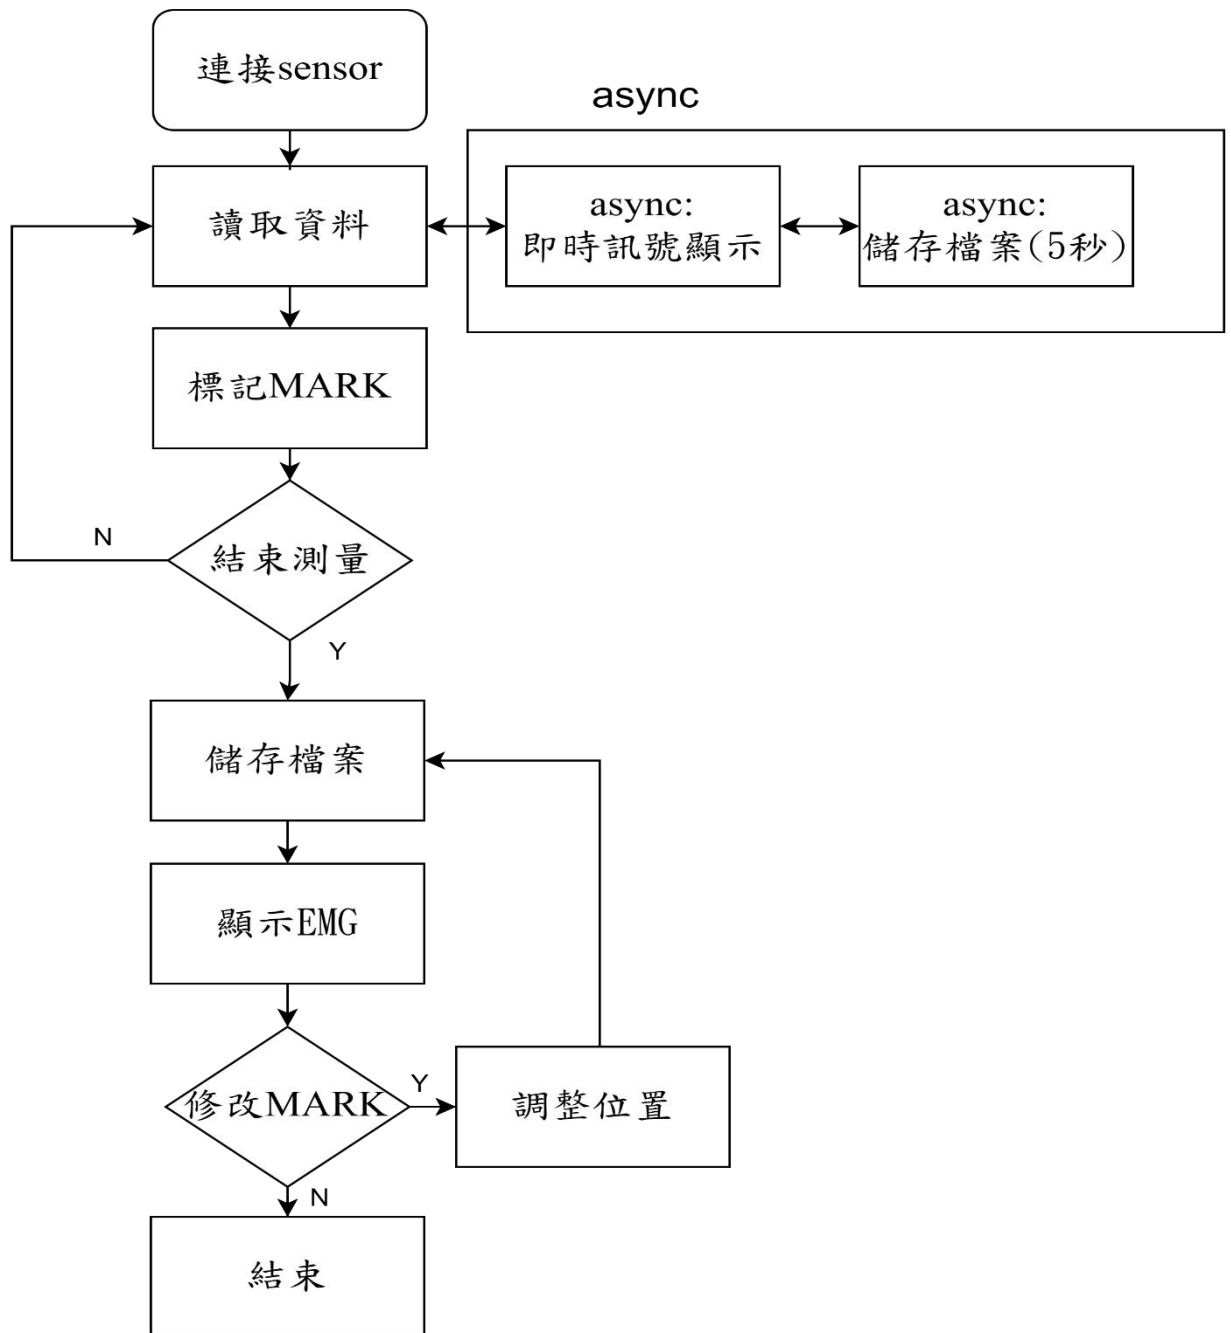 連接sensor
async
讀取資料
async:
即時訊號顯示
async:
儲存檔案(5秒)
標記MARK
結束測量
N
Y
儲存檔案
顯示EMG
修改MARK
Y
調整位置
N
結束